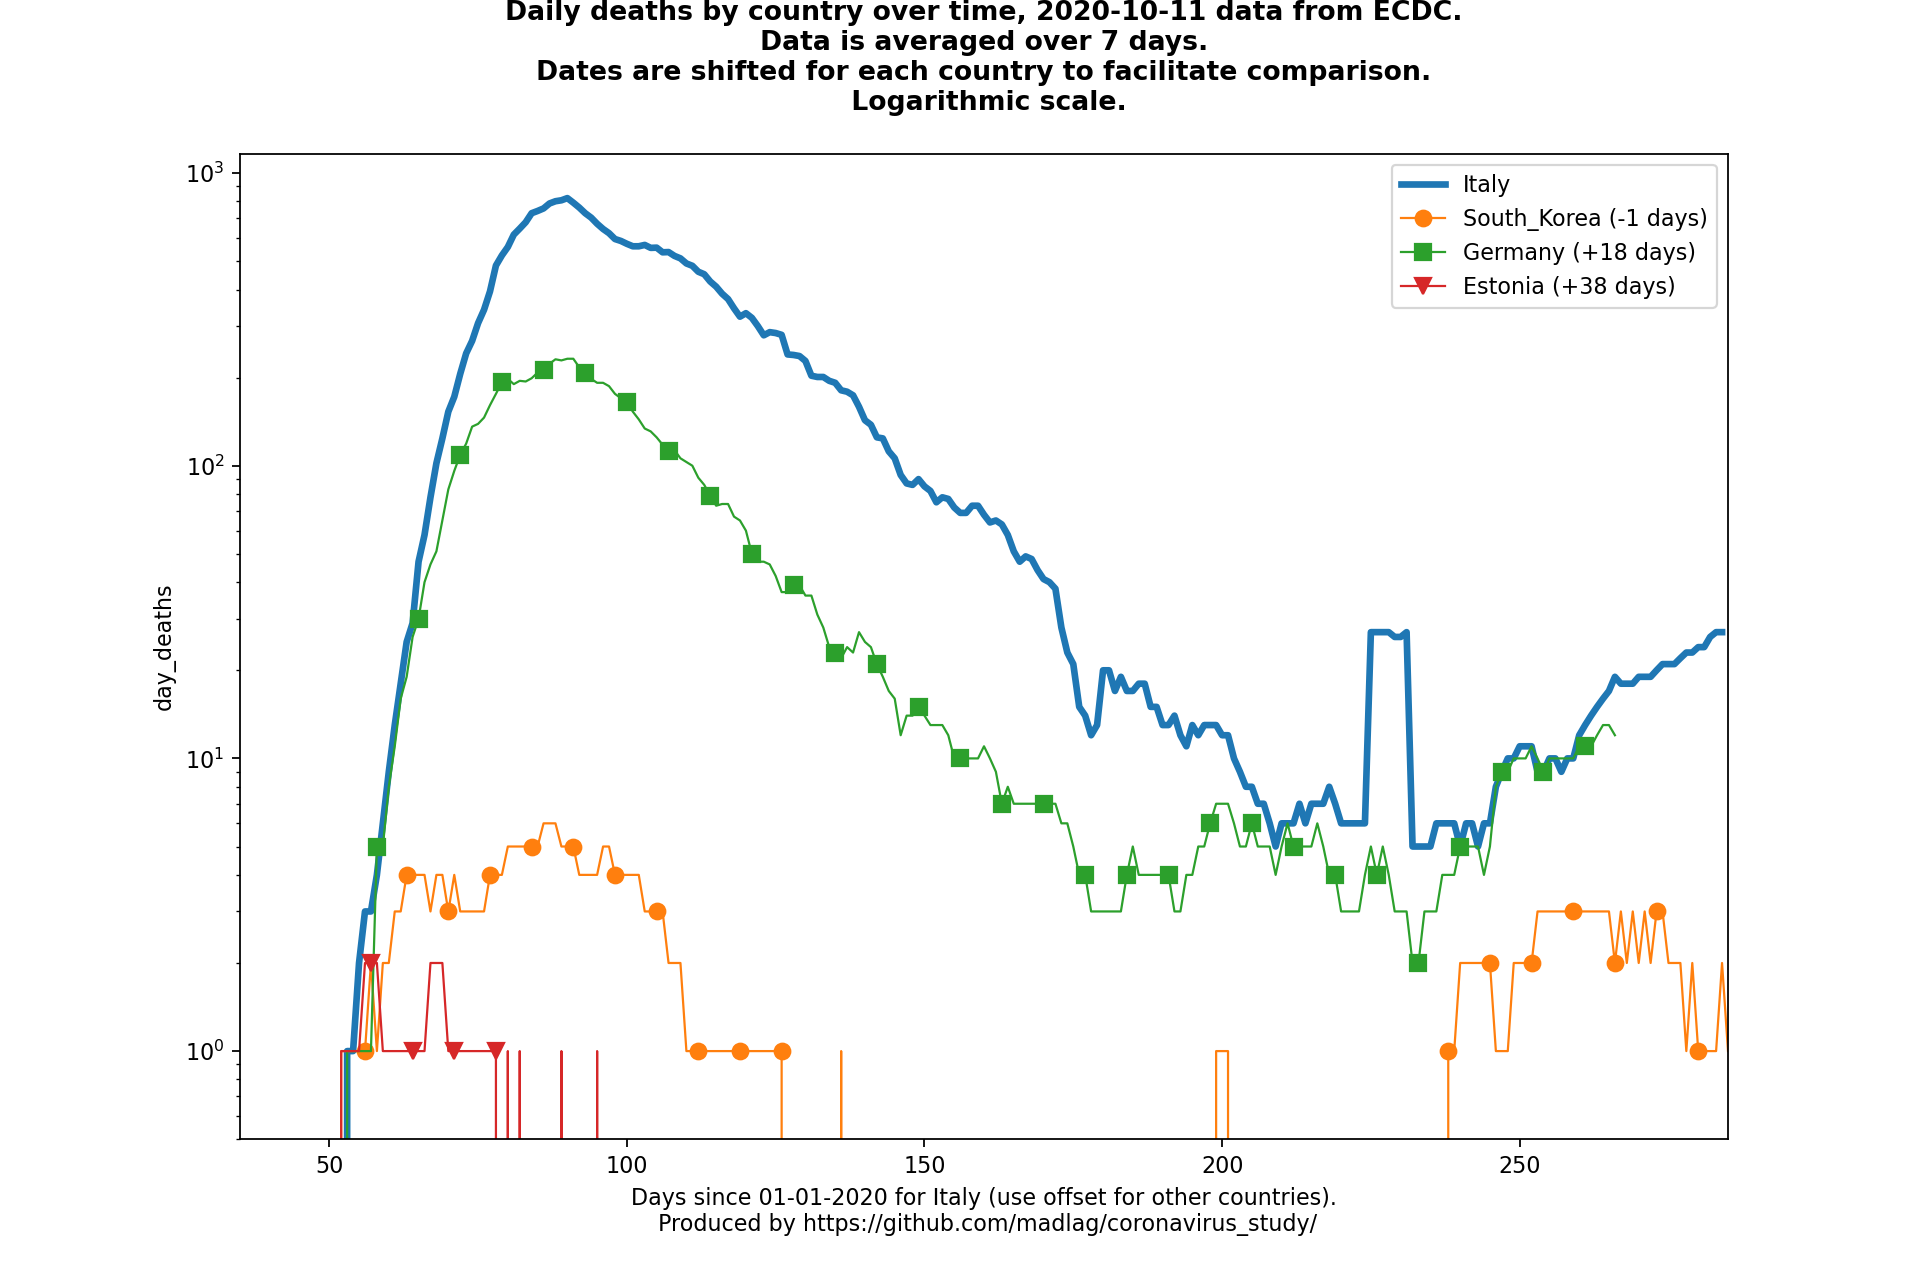 Daily deaths by country over time, 2020-10-11 data from ECDC.
Data is averaged over 7 days.
Dates are shifted for each country to facilitate comparison.
Logarithmic scale.
Italy
South_Korea (-1 days)
Germany (+18 days)
Estonia (+38 days)
10³
10²
10¹
10⁰
day_deaths
50 100 150 200 250
Days since 01-01-2020 for Italy (use offset for other countries).
Produced by https://github.com/madlag/coronavirus_study/